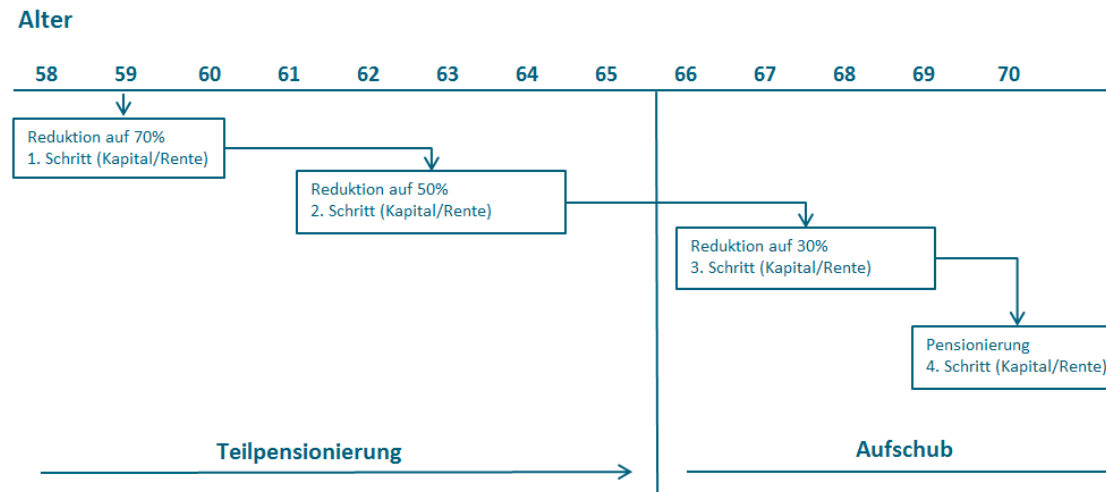 Alter
58 59 60 61 62 63 64 65 66 67 68 69 70
Reduktion auf 70%
1. Schritt (Kapital/Rente)
Reduktion auf 50%
2. Schritt (Kapital/Rente)
Reduktion auf 30%
3. Schritt (Kapital/Rente)
Pensionierung
4. Schritt (Kapital/Rente)
Teilpensionierung
Aufschub